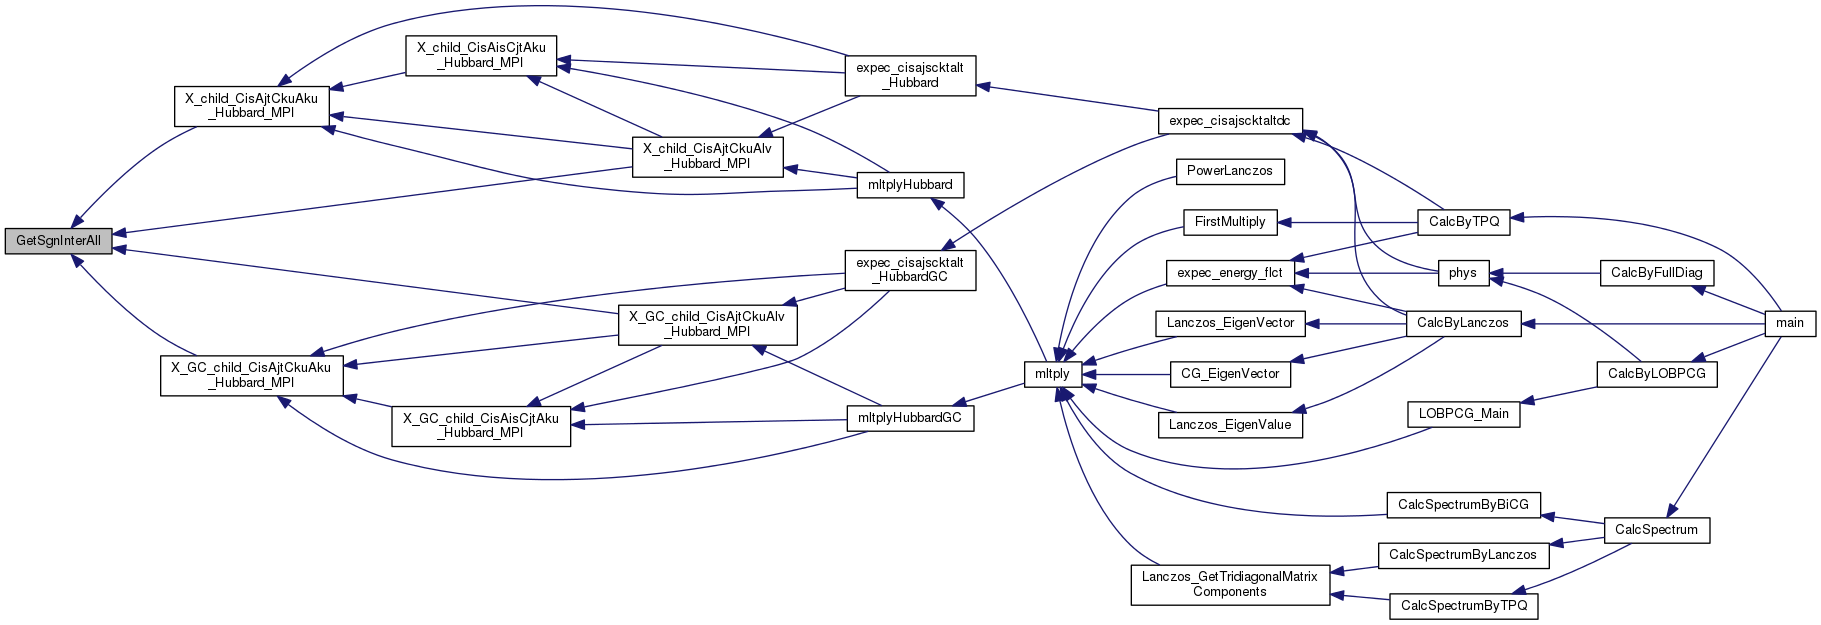 GetSgnInterAll
X_child_CisAjtCkuAku
_Hubbard_MPI
X_child_CisAisCjtAku
_Hubbard_MPI
X_child_CisAjtCkuAlv
_Hubbard_MPI
X_GC_child_CisAjtCkuAku
_Hubbard_MPI
X_GC_child_CisAisCjtAku
_Hubbard_MPI
X_GC_child_CisAjtCkuAlv
_Hubbard_MPI
expec_cisajscktalt
_Hubbard
mltplyHubbard
expec_cisajscktalt
_HubbardGC
mltplyHubbardGC
mltply
expec_cisajscktaltdc
PowerLanczos
FirstMultiply
expec_energy_flct
Lanczos_EigenVector
CG_EigenVector
Lanczos_EigenValue
Lanczos_GetTridiagonalMatrix
Components
CalcByTPQ
phys
CalcByLanczos
LOBPCG_Main
CalcSpectrumByBiCG
CalcSpectrumByLanczos
CalcSpectrumByTPQ
CalcByFullDiag
CalcByLOBPCG
CalcSpectrum
main